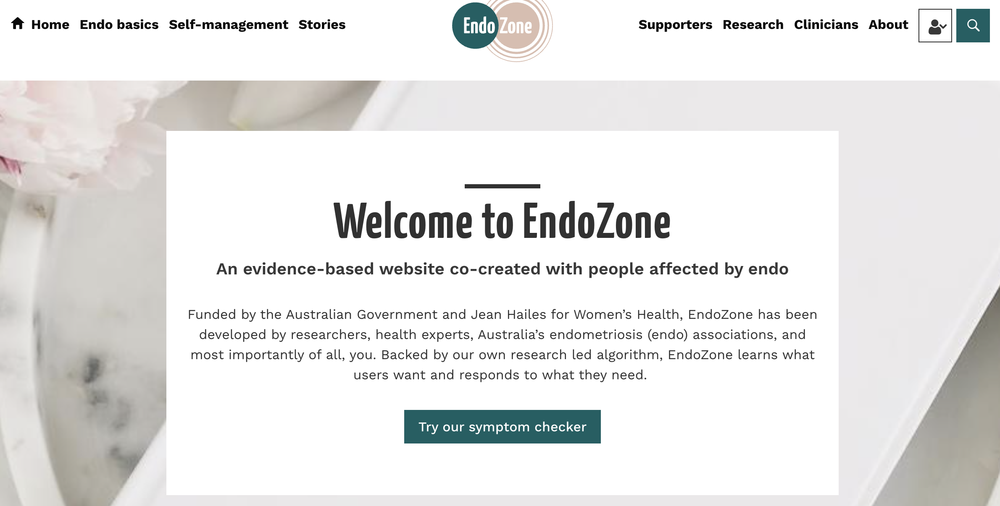 Home Endo basics Self-management Stories
Endo Zone
Supporters Research Clinicians About
Welcome to EndoZone
An evidence-based website co-created with people affected by endo
Funded by the Australian Government and Jean Hailes for Women’s Health, EndoZone has been
developed by researchers, health experts, Australia’s endometriosis (endo) associations, and
most importantly of all, you. Backed by our own research led algorithm, EndoZone learns what
users want and responds to what they need.
Try our symptom checker